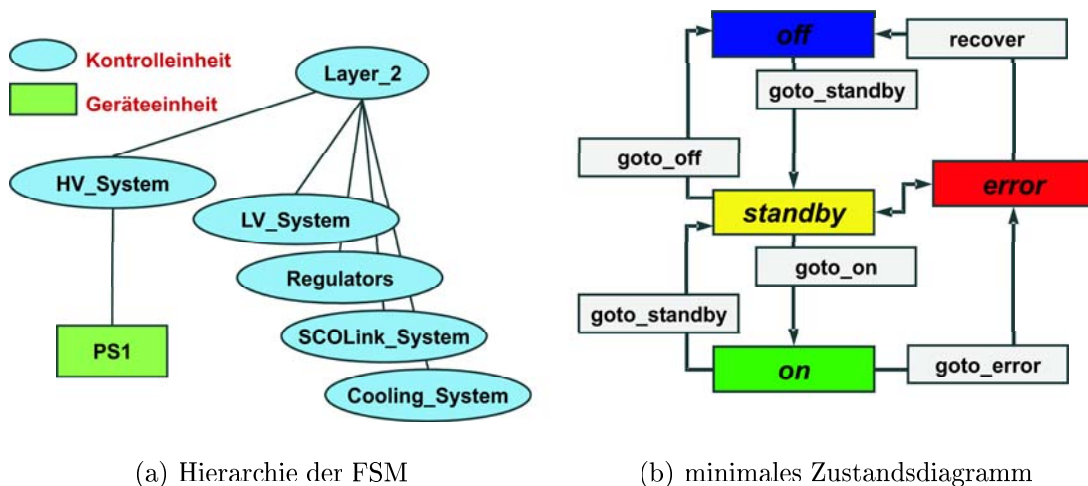 Kontrolleinheit
Geräteeinheit
Layer_2
HV_System
LV_System
Regulators
SCOLink_System
Cooling_System
PS1
(a) Hierarchie der FSM
off
recover
goto_standby
goto_off
error
standby
goto_on
goto_standby
on
goto_error
(b) minimales Zustandsdiagramm